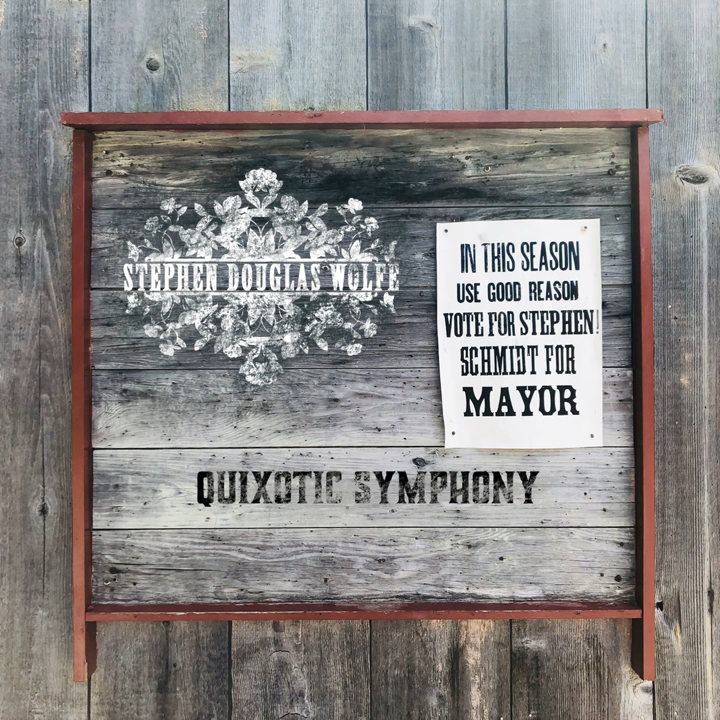 STEPHEN DOUGLAS WOLFE
IN THIS SEASON
USE GOOD REASON
VOTE FOR STEPHEN!
SCHMIDT FOR
MAYOR
QUIXOTIC SYMPHONY